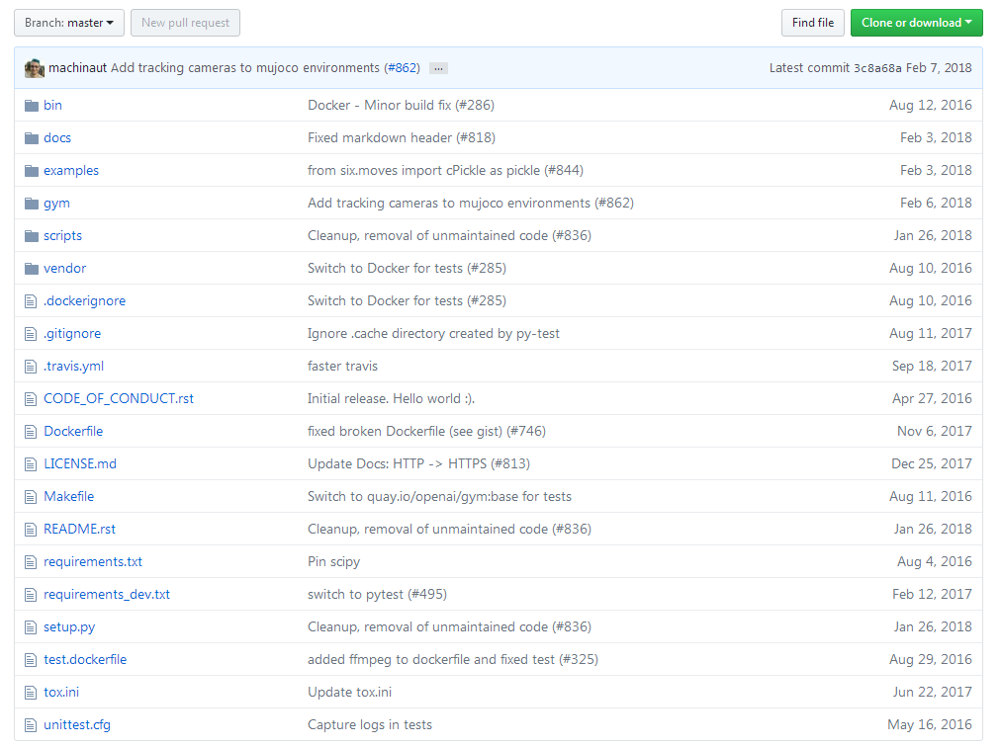 Branch: master New pull request Find file Clone or download
machinaut Add tracking cameras to mujoco environments (#862) ... Latest commit 3c8a68a Feb 7, 2018
bin Docker - Minor build fix (#286) Aug 12, 2016
docs Fixed markdown header (#818) Feb 3, 2018
examples from six.moves import cPickle as pickle (#844) Feb 3, 2018
gym Add tracking cameras to mujoco environments (#862) Feb 6, 2018
scripts Cleanup, removal of unmaintained code (#836) Jan 26, 2018
vendor Switch to Docker for tests (#285) Aug 10, 2016
.dockerignore Switch to Docker for tests (#285) Aug 10, 2016
.gitignore Ignore .cache directory created by py-test Aug 11, 2017
.travis.yml faster travis Sep 18, 2017
CODE_OF_CONDUCT.rst Initial release. Hello world :). Apr 27, 2016
Dockerfile fixed broken Dockerfile (see gist) (#746) Nov 6, 2017
LICENSE.md Update Docs: HTTP -> HTTPS (#813) Dec 25, 2017
Makefile Switch to quay.io/openai/gym:base for tests Aug 11, 2016
README.rst Cleanup, removal of unmaintained code (#836) Jan 26, 2018
requirements.txt Pin scipy Aug 4, 2016
requirements_dev.txt switch to pytest (#495) Feb 12, 2017
setup.py Cleanup, removal of unmaintained code (#836) Jan 26, 2018
test.dockerfile added ffmpeg to dockerfile and fixed test (#325) Aug 29, 2016
tox.ini Update tox.ini Jun 22, 2017
unittest.cfg Capture logs in tests May 16, 2016